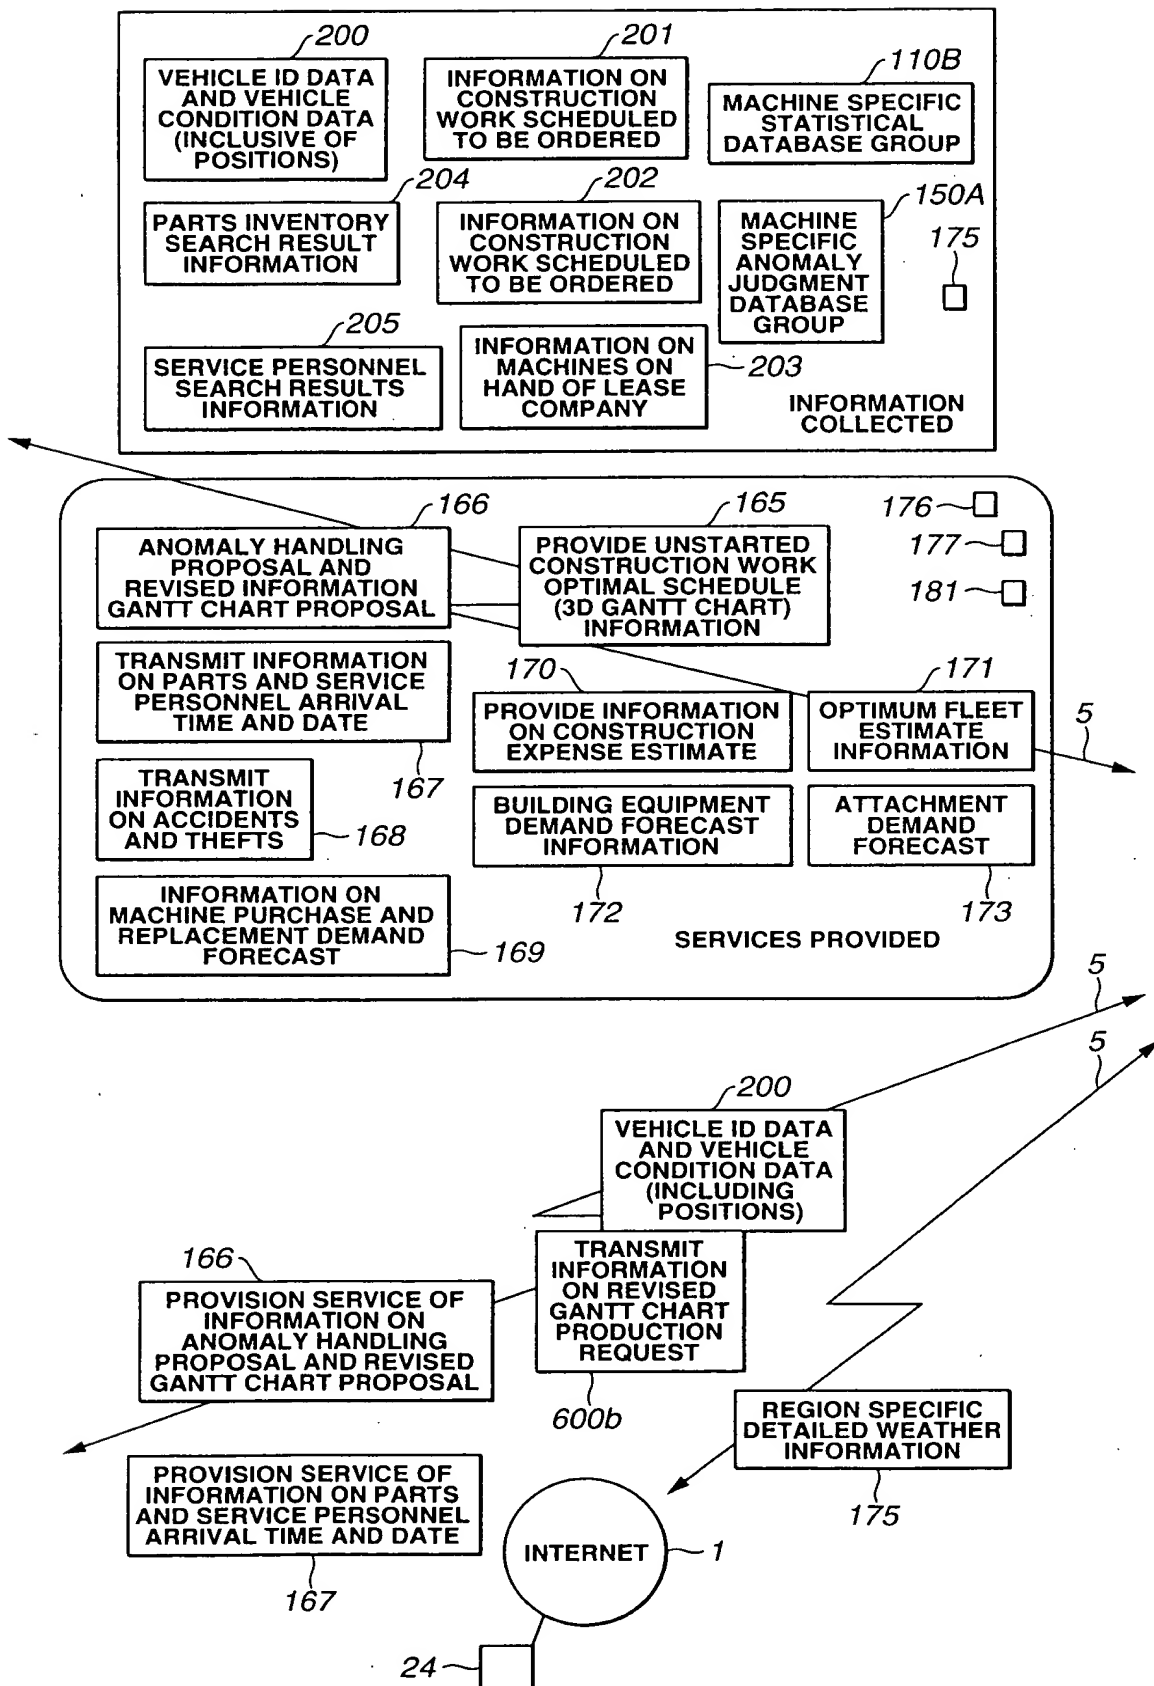 200
201
110B
VEHICLE ID DATA
AND VEHICLE
CONDITION DATA
(INCLUSIVE OF
POSITIONS)
INFORMATION ON
CONSTRUCTION
WORK SCHEDULED
TO BE ORDERED
MACHINE SPECIFIC
STATISTICAL
DATABASE GROUP
204
202
150A
PARTS INVENTORY
SEARCH RESULT
INFORMATION
INFORMATION ON
CONSTRUCTION
WORK SCHEDULED
TO BE ORDERED
MACHINE
SPECIFIC
ANOMALY
JUDGMENT
DATABASE
GROUP
175
205
SERVICE PERSONNEL
SEARCH RESULTS
INFORMATION
INFORMATION ON
MACHINES ON
HAND OF LEASE
COMPANY
203
INFORMATION
COLLECTED
166
165
176
177
181
ANOMALY HANDLING
PROPOSAL AND
REVISED INFORMATION
GANTT CHART PROPOSAL
PROVIDE UNSTARTED
CONSTRUCTION WORK
OPTIMAL SCHEDULE
(3D GANTT CHART)
INFORMATION
TRANSMIT INFORMATION
ON PARTS AND SERVICE
PERSONNEL ARRIVAL
TIME AND DATE
167
170
PROVIDE INFORMATION
ON CONSTRUCTION
EXPENSE ESTIMATE
171
OPTIMUM FLEET
ESTIMATE
INFORMATION
5
TRANSMIT
INFORMATION
ON ACCIDENTS
AND THEFTS
168
BUILDING EQUIPMENT
DEMAND FORECAST
INFORMATION
172
ATTACHMENT
DEMAND
FORECAST
173
INFORMATION ON
MACHINE PURCHASE AND
REPLACEMENT DEMAND
FORECAST
169
SERVICES PROVIDED
5
5
200
VEHICLE ID DATA
AND VEHICLE
CONDITION DATA
(INCLUDING
POSITIONS)
TRANSMIT
INFORMATION
ON REVISED
GANTT CHART
PRODUCTION
REQUEST
600b
166
PROVISION SERVICE OF
INFORMATION ON
ANOMALY HANDLING
PROPOSAL AND REVISED
GANTT CHART PROPOSAL
REGION SPECIFIC
DETAILED WEATHER
INFORMATION
175
PROVISION SERVICE OF
INFORMATION ON PARTS
AND SERVICE PERSONNEL
ARRIVAL TIME AND DATE
167
INTERNET
1
24